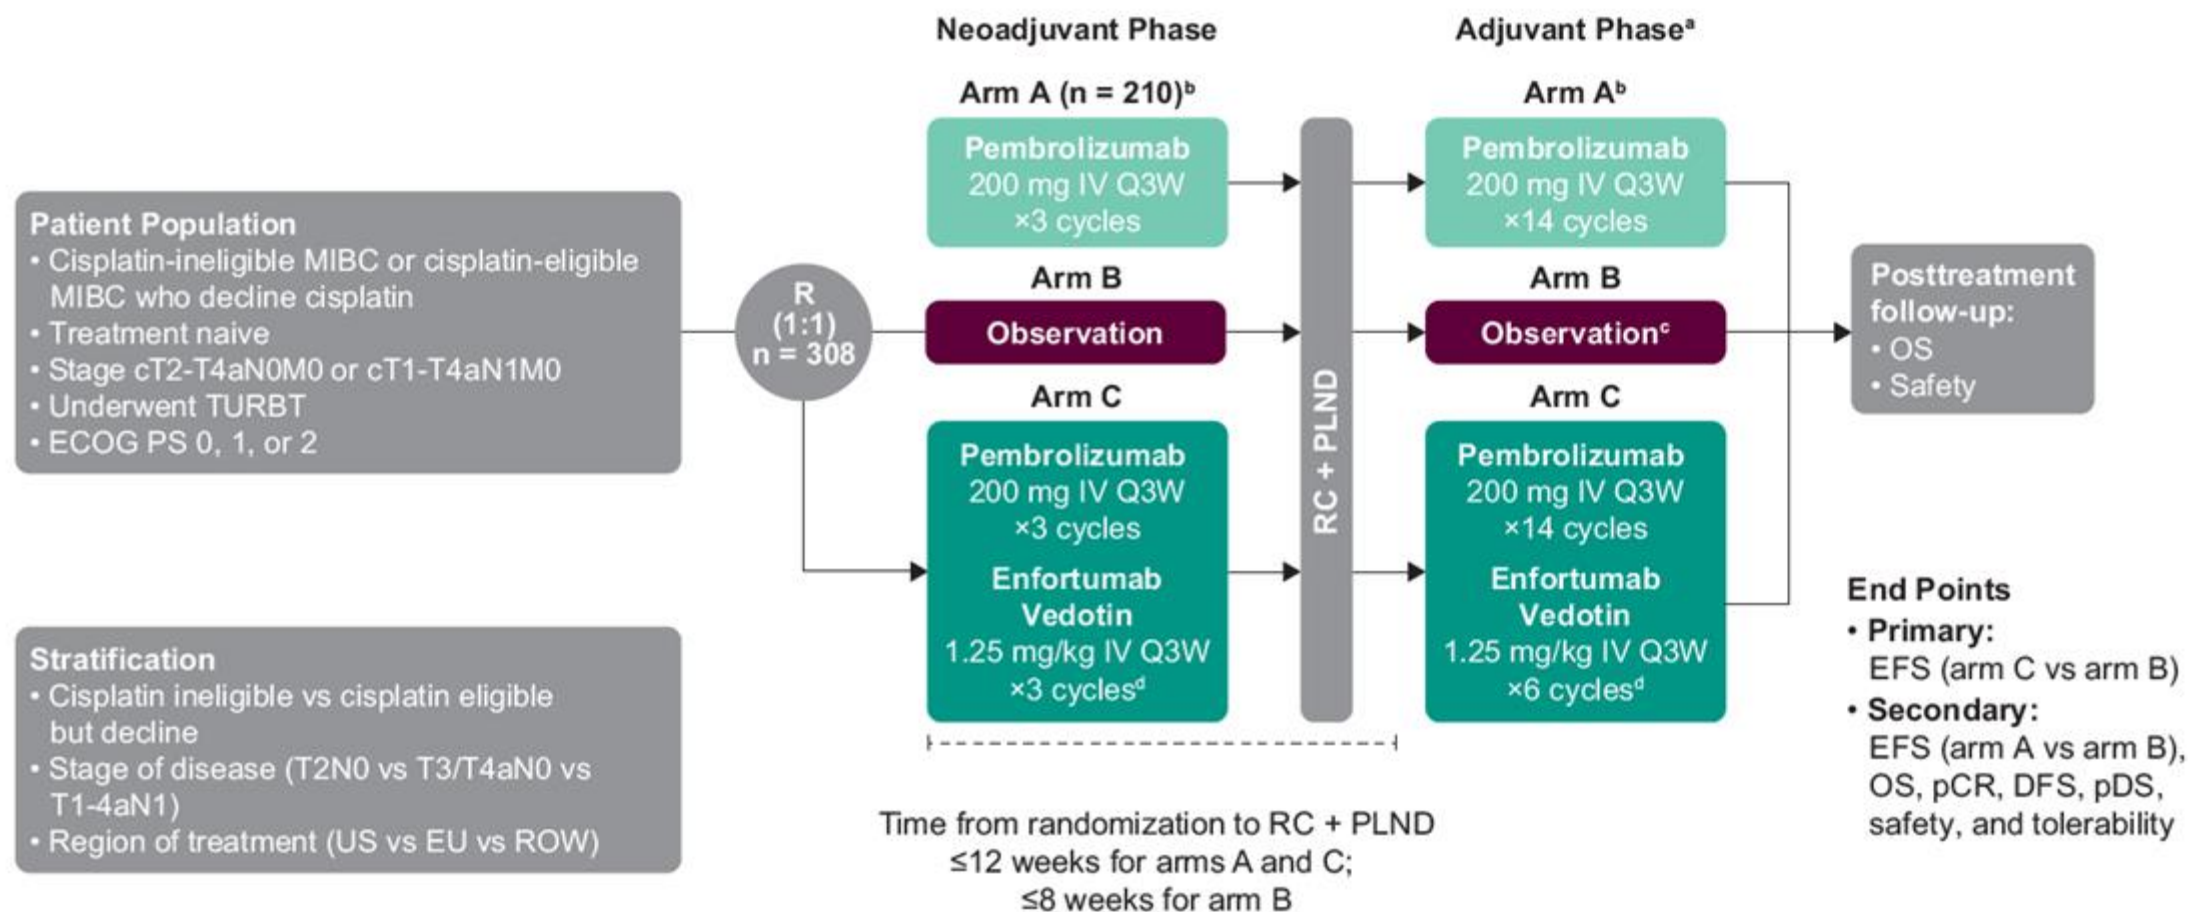 Neoadjuvant Phase
Adjuvant Phaseᵃ
Patient Population
• Cisplatin-ineligible MIBC or cisplatin-eligible
MIBC who decline cisplatin
• Treatment naive
• Stage cT2-T4aN0M0 or cT1-T4aN1M0
• Underwent TURBT
• ECOG PS 0, 1, or 2
Stratification
• Cisplatin ineligible vs cisplatin eligible
but decline
• Stage of disease (T2N0 vs T3/T4aN0 vs
T1-4aN1)
• Region of treatment (US vs EU vs ROW)
R
(1:1)
n = 308
Arm A (n = 210)ᵇ
Pembrolizumab
200 mg IV Q3W
×3 cycles
Arm B
Observation
Arm C
Pembrolizumab
200 mg IV Q3W
×3 cycles
Enfortumab
Vedotin
1.25 mg/kg IV Q3W
×3 cyclesᵈ
RC + PLND
Arm Aᵇ
Pembrolizumab
200 mg IV Q3W
×14 cycles
Arm B
Observationᶜ
Arm C
Pembrolizumab
200 mg IV Q3W
×14 cycles
Enfortumab
Vedotin
1.25 mg/kg IV Q3W
×6 cyclesᵈ
Time from randomization to RC + PLND
≤12 weeks for arms A and C;
≤8 weeks for arm B
Posttreatment
follow-up:
• OS
• Safety
End Points
• Primary:
EFS (arm C vs arm B)
• Secondary:
EFS (arm A vs arm B),
OS, pCR, DFS, pDS,
safety, and tolerability